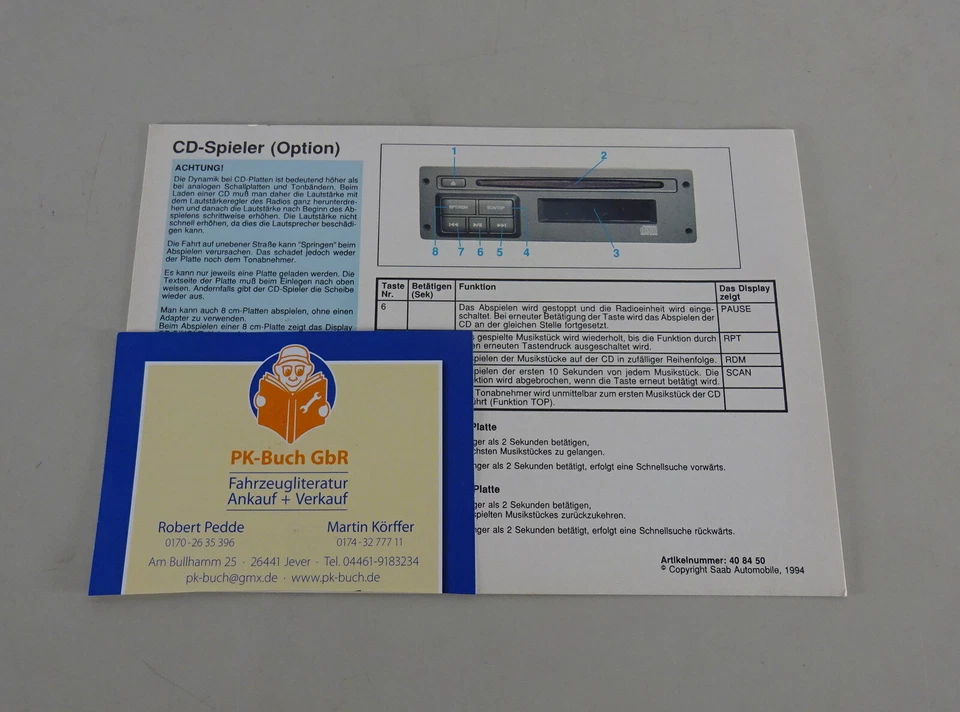 CD-Spieler (Option)
ACHTUNG!
Die Dynamik bei CD-Platten ist bedeutend höher als
bei analogen Schallplatten und Tonbändern. Beim
Laden einer CD muß man daher die Lautstärke mit
dem Lautstärkeregler des Radios ganz herunterdre-
hen und danach die Lautstärke nach Beginn des Ab-
spielens schrittweise erhöhen. Die Lautstärke nicht
schnell erhöhen, da dies die Lautsprecher beschädi-
gen kann.
Die Fahrt auf unebener Straße kann "Springen" beim
Abspielen verursachen. Das schadet jedoch weder
der Platte noch dem Tonabnehmer.
Es kann nur jeweils eine Platte geladen werden. Die
Textseite der Platte muß beim Einlegen nach oben
weisen. Andernfalls gibt der CD-Spieler die Scheibe
wieder aus.
Man kann auch 8 cm-Platten abspielen, ohne einen
Adapter zu verwenden.
Beim Abspielen einer 8 cm-Platte zeigt das Display
1 2
8 7 6 5 4 3
Taste Nr. Betätigen (Sek) Funktion Das Display zeigt
6 Das Abspielen wird gestoppt und die Radioeinheit wird einge- PAUSE
schaltet. Bei erneuter Betätigung der Taste wird das Abspielen der
CD an der gleichen Stelle fortgesetzt.
gespielte Musikstück wird wiederholt, bis die Funktion durch RPT
en erneuten Tastendruck ausgeschaltet wird.
spielen der Musikstücke auf der CD in zufälliger Reihenfolge. RDM
spielen der ersten 10 Sekunden von jedem Musikstück. Die SCAN
ktion wird abgebrochen, wenn die Taste erneut betätigt wird.
Tonabnehmer wird unmittelbar zum ersten Musikstück der CD
ührt (Funktion TOP).
Platte
ger als 2 Sekunden betätigen,
chsten Musikstückes zu gelangen.
nger als 2 Sekunden betätigt, erfolgt eine Schnellsuche vorwärts.
Platte
ger als 2 Sekunden betätigen,
spielten Musikstückes zurückzukehren.
nger als 2 Sekunden betätigt, erfolgt eine Schnellsuche rückwärts.
Artikelnummer: 40 84 50
© Copyright Saab Automobile, 1994
PK-Buch GbR
Fahrzeugliteratur
Ankauf + Verkauf
Robert Pedde Martin Körffer
0170-26 35 396 0174-32 777 11
Am Bullhamm 25 · 26441 Jever · Tel. 04461-9183234
pk-buch@gmx.de · www.pk-buch.de